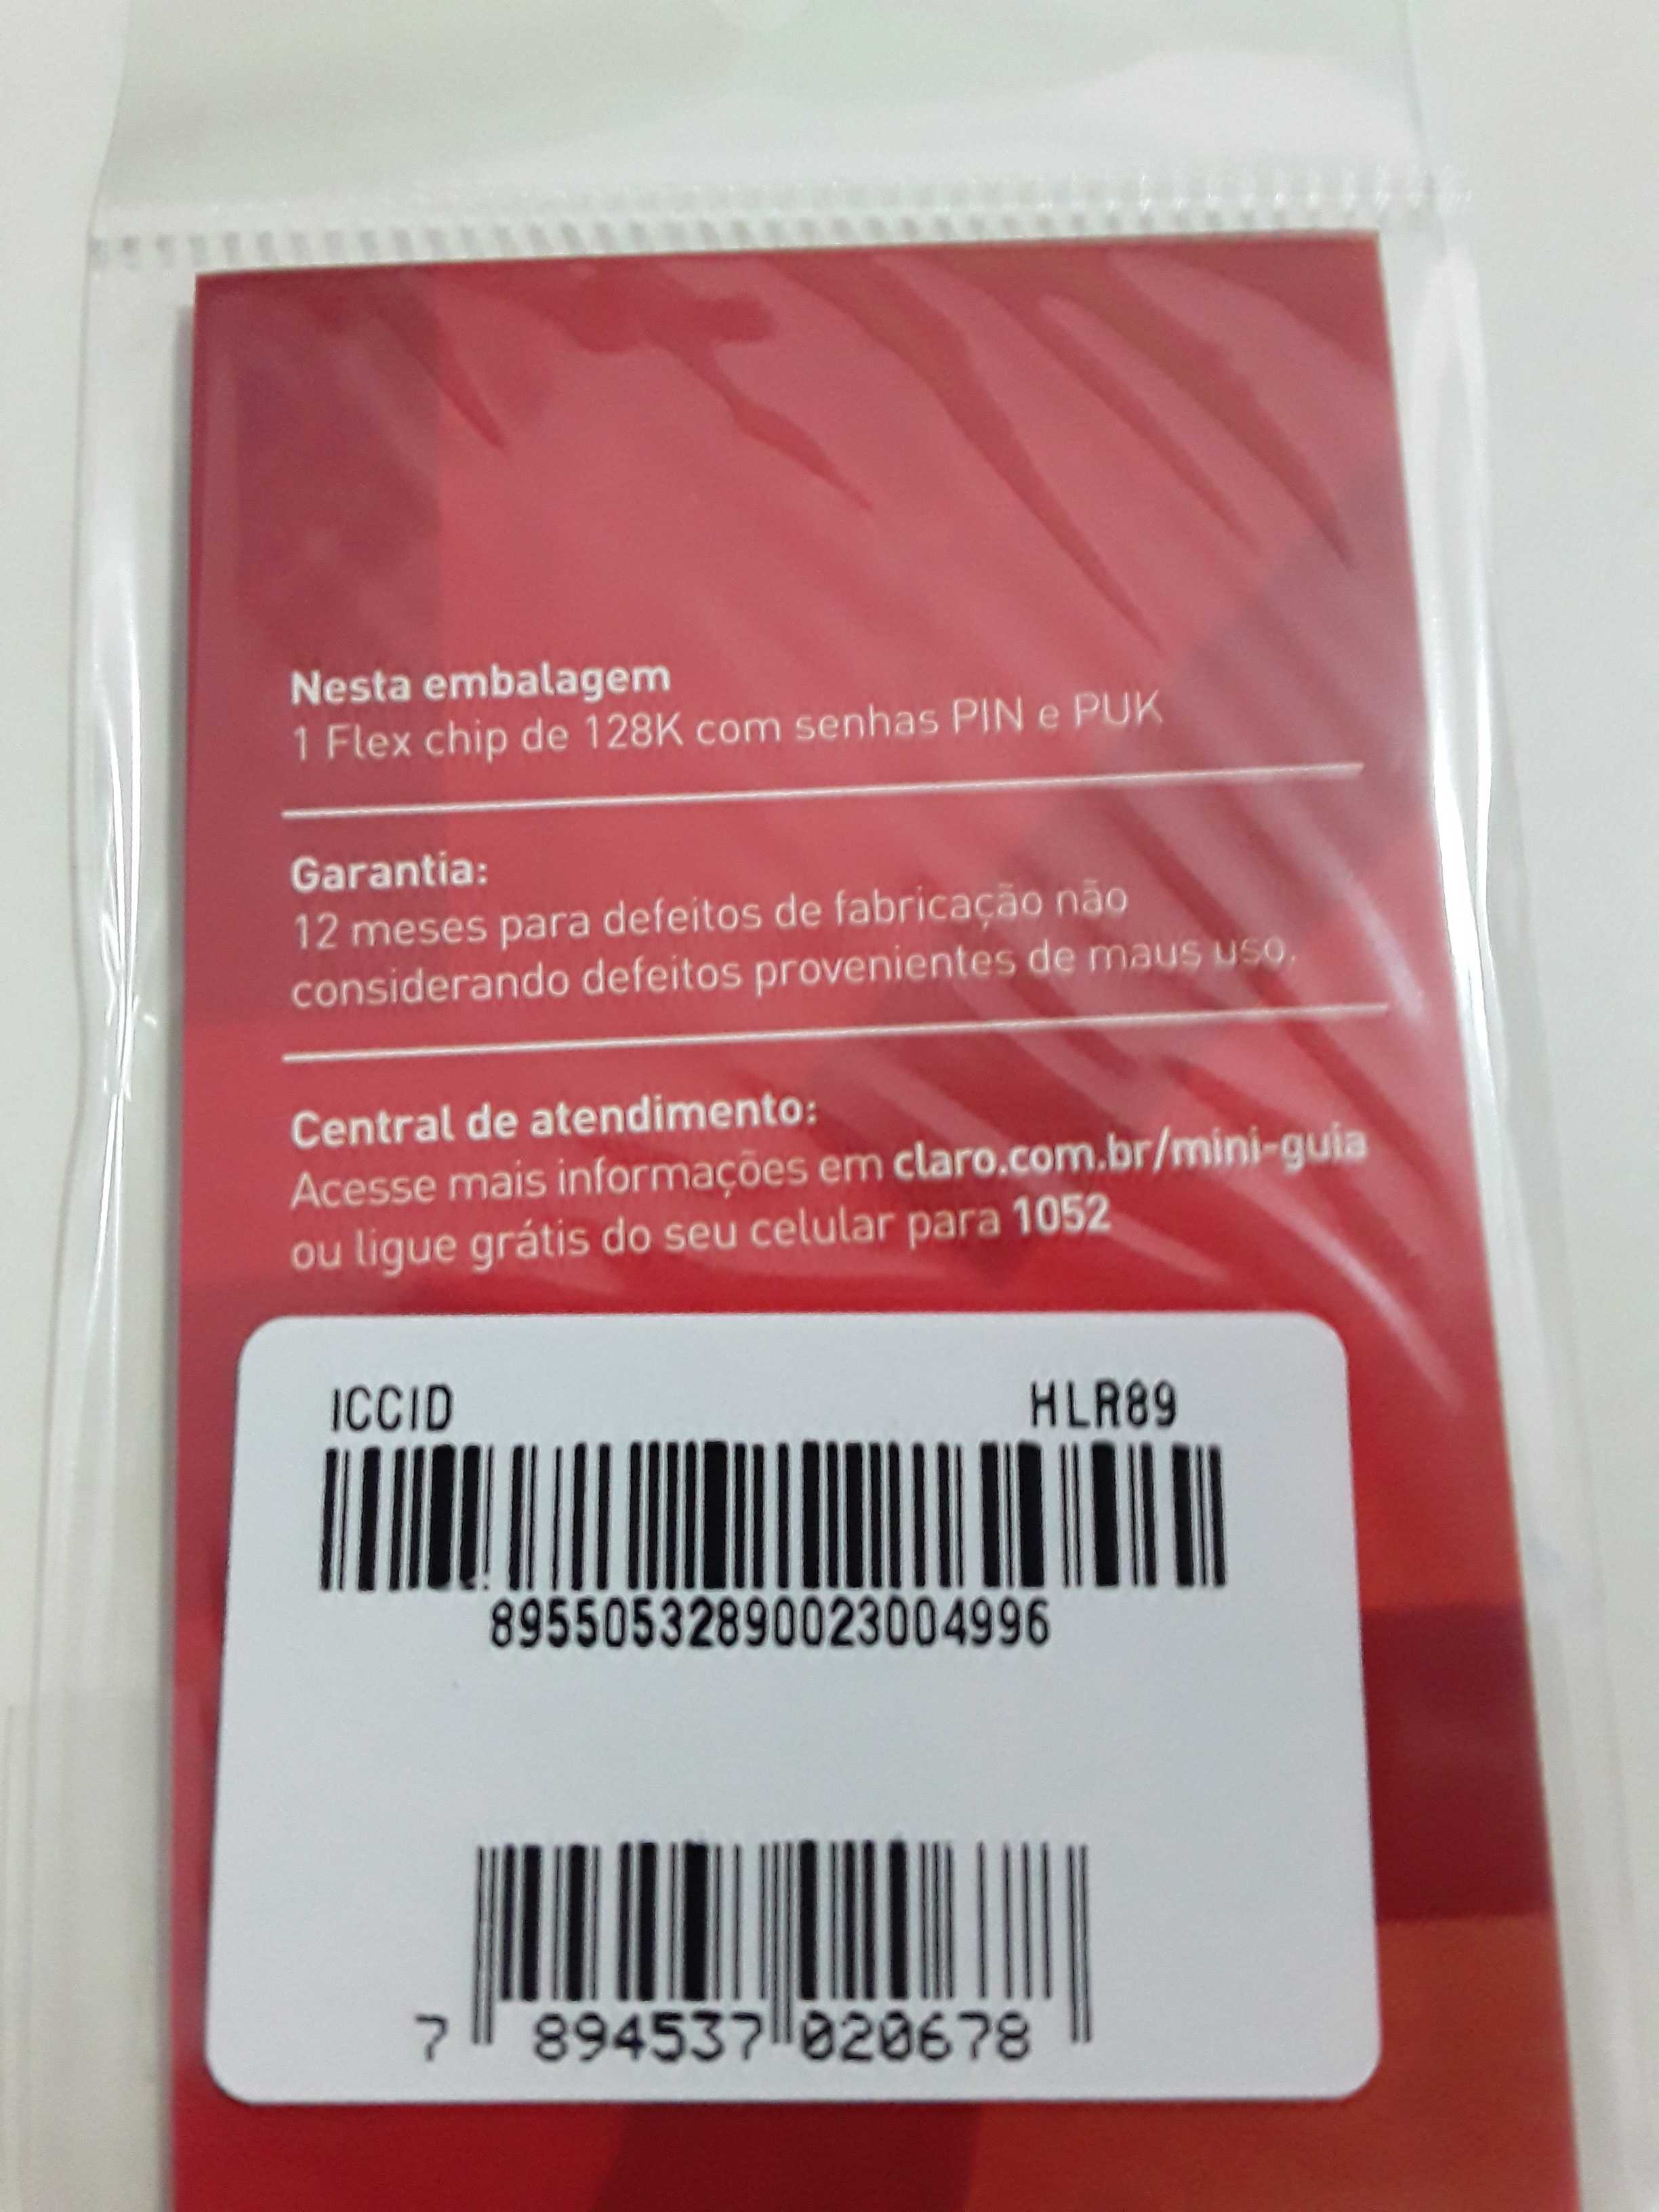 Nesta embalagem
1 Flex chip de 128K com senhas PIN e PUK
Garantia:
12 meses para defeitos de fabricação não
considerando defeitos provenientes de maus uso.
Central de atendimento:
Acesse mais informações em claro.com.br/mini-guia
ou ligue grátis do seu celular para 1052
ICCID HLR89
89550532890023004996
7 894537 020678